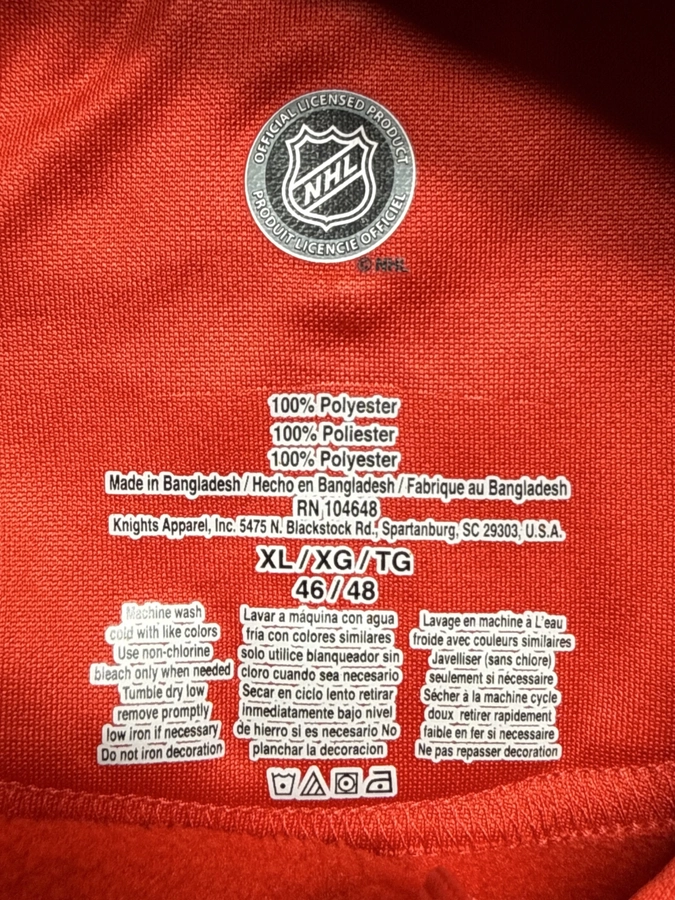 OFFICIAL LICENSED PRODUCT
NHL
PRODUIT LICENCIE OFFICIEL
© NHL
100% Polyester
100% Poliester
100% Polyester
Made in Bangladesh / Hecho en Bangladesh / Fabrique au Bangladesh
RN 104648
Knights Apparel, Inc. 5475 N. Blackstock Rd., Spartanburg, SC 29303, U.S.A.
XL/XG/TG
46/48
Machine wash
cold with like colors
Use non-chlorine
bleach only when needed
Tumble dry low
remove promptly
low iron if necessary
Do not iron decoration
Lavar a máquina con agua
fría con colores similares
solo utilice blanqueador sin
cloro cuando sea necesario
Secar en ciclo lento retirar
inmediatamente bajo nivel
de hierro si es necesario No
planchar la decoracion
Lavage en machine à L'eau
froide avec couleurs similaires
Javelliser (sans chlore)
seulement si nécessaire
Sécher à la machine cycle
doux retirer rapidement
faible en fer si necessaire
Ne pas repasser decoration